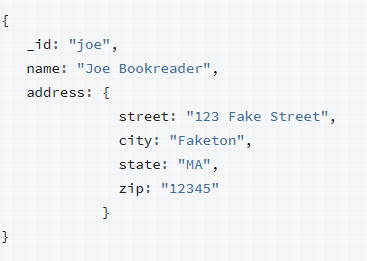 {
   _id: "joe",
   name: "Joe Bookreader",
   address: {
              street: "123 Fake Street",
              city: "Faketon",
              state: "MA",
              zip: "12345"
            }
}